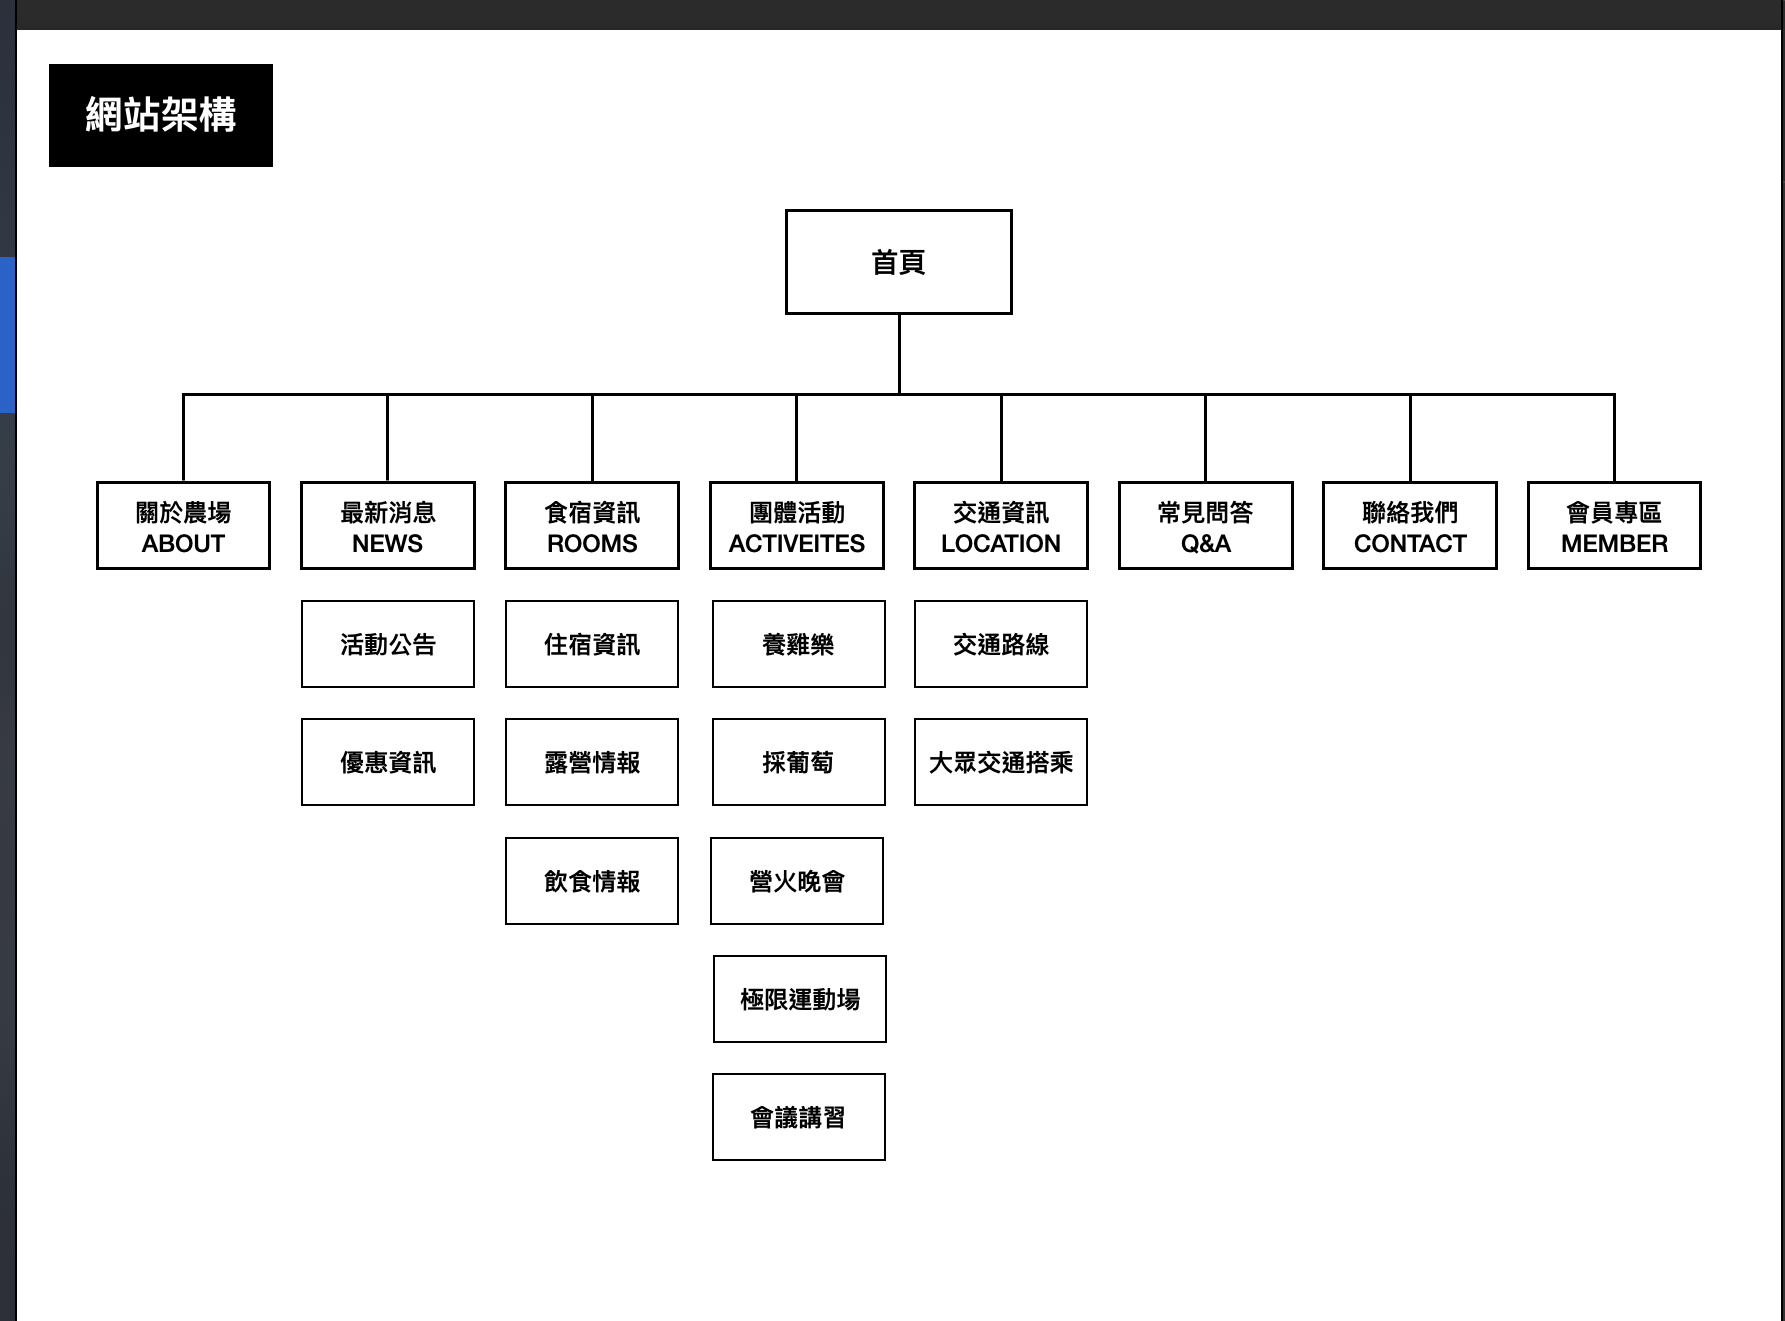 網站架構
首頁
關於農場
ABOUT
最新消息
NEWS
食宿資訊
ROOMS
團體活動
ACTIVEITES
交通資訊
LOCATION
常見問答
Q&A
聯絡我們
CONTACT
會員專區
MEMBER
活動公告
住宿資訊
養雞樂
交通路線
優惠資訊
露營情報
採葡萄
大眾交通搭乘
飲食情報
營火晚會
極限運動場
會議講習